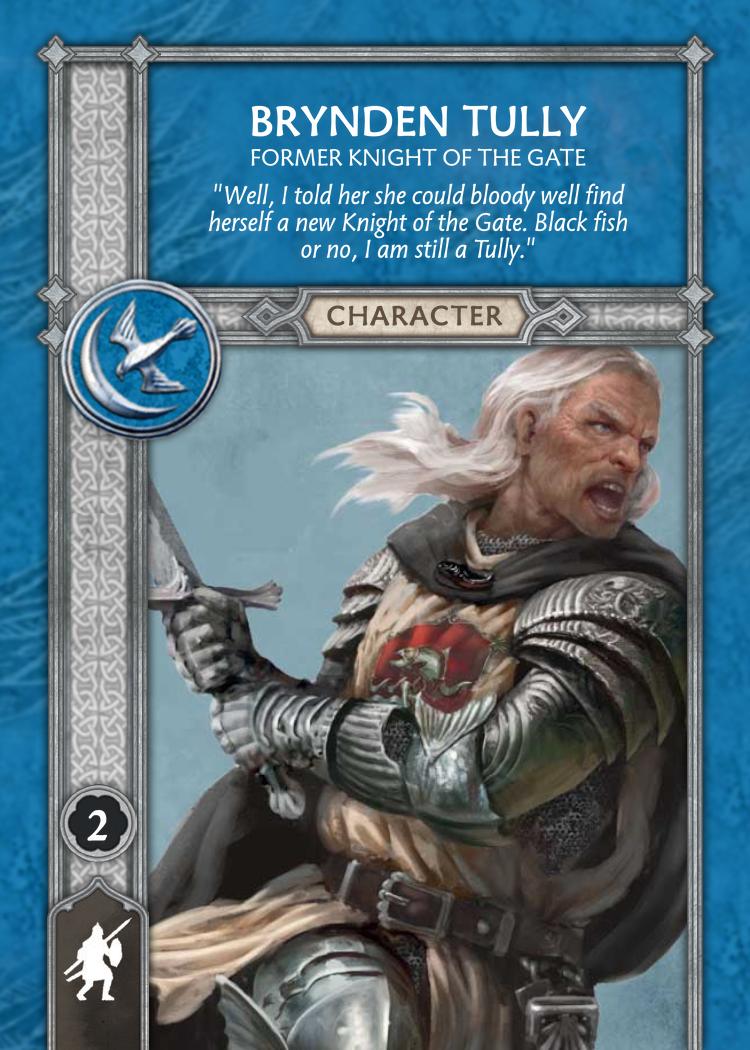 BRYNDEN TULLY
FORMER KNIGHT OF THE GATE
"Well, I told her she could bloody well find
herself a new Knight of the Gate. Black fish
or no, I am still a Tully."
CHARACTER
2